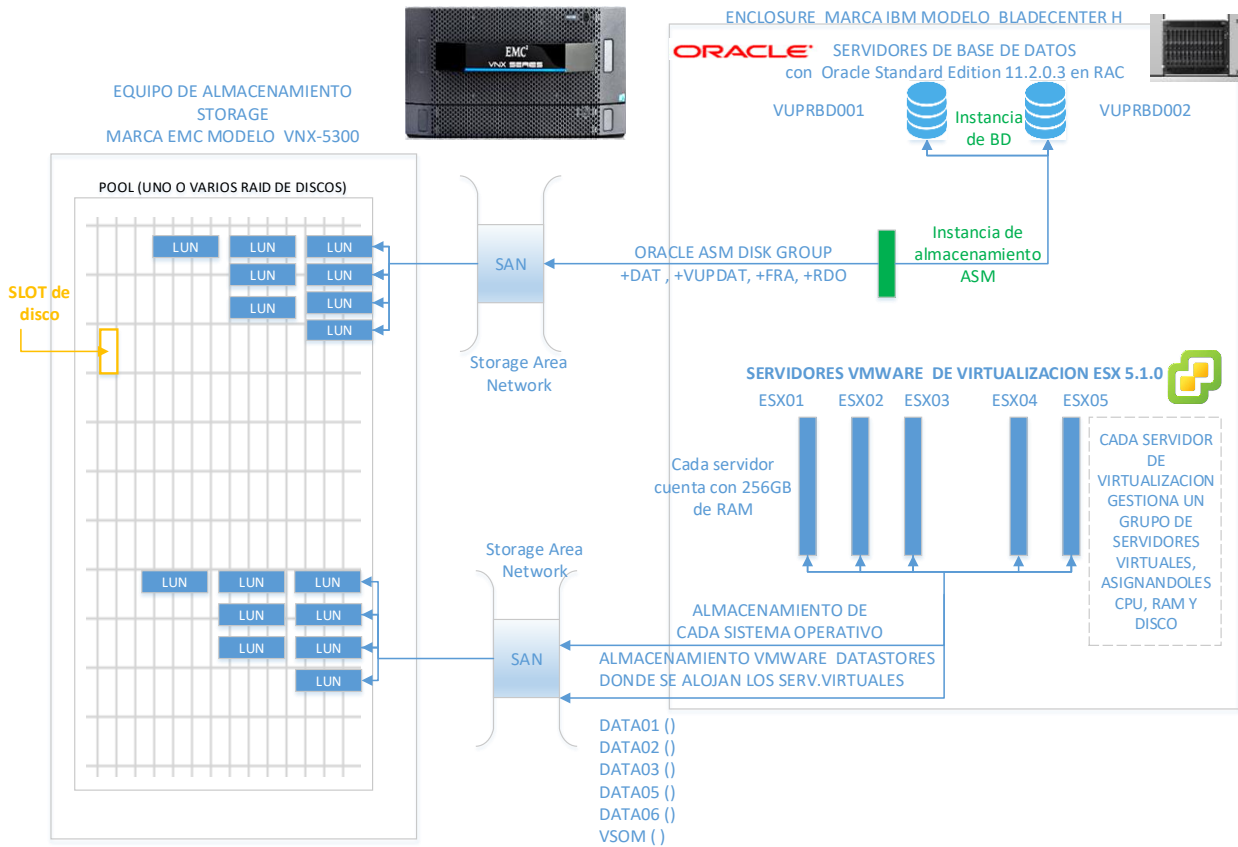 ENCLOSURE MARCA IBM MODELO BLADECENTER H
ORACLE
SERVIDORES DE BASE DE DATOS
con Oracle Standard Edition 11.2.0.3 en RAC
VUPRBD001
VUPRBD002
Instancia
de BD
EMC²
VNX SERIES
EQUIPO DE ALMACENAMIENTO
STORAGE
MARCA EMC MODELO VNX-5300
POOL (UNO O VARIOS RAID DE DISCOS)
LUN
LUN
LUN
LUN
LUN
LUN
LUN
LUN
SLOT de
disco
SAN
Storage Area
Network
ORACLE ASM DISK GROUP
+DAT , +VUPDAT, +FRA, +RDO
Instancia de
almacenamiento
ASM
SERVIDORES VMWARE DE VIRTUALIZACION ESX 5.1.0
ESX01
ESX02
ESX03
ESX04
ESX05
Cada servidor
cuenta con 256GB
de RAM
CADA SERVIDOR
DE
VIRTUALIZACION
GESTIONA UN
GRUPO DE
SERVIDORES
VIRTUALES,
ASIGNANDOLES
CPU, RAM Y
DISCO
Storage Area
Network
LUN
LUN
LUN
LUN
LUN
LUN
LUN
LUN
SAN
ALMACENAMIENTO DE
CADA SISTEMA OPERATIVO
ALMACENAMIENTO VMWARE DATASTORES
DONDE SE ALOJAN LOS SERV.VIRTUALES
DATA01 ()
DATA02 ()
DATA03 ()
DATA05 ()
DATA06 ()
VSOM ( )